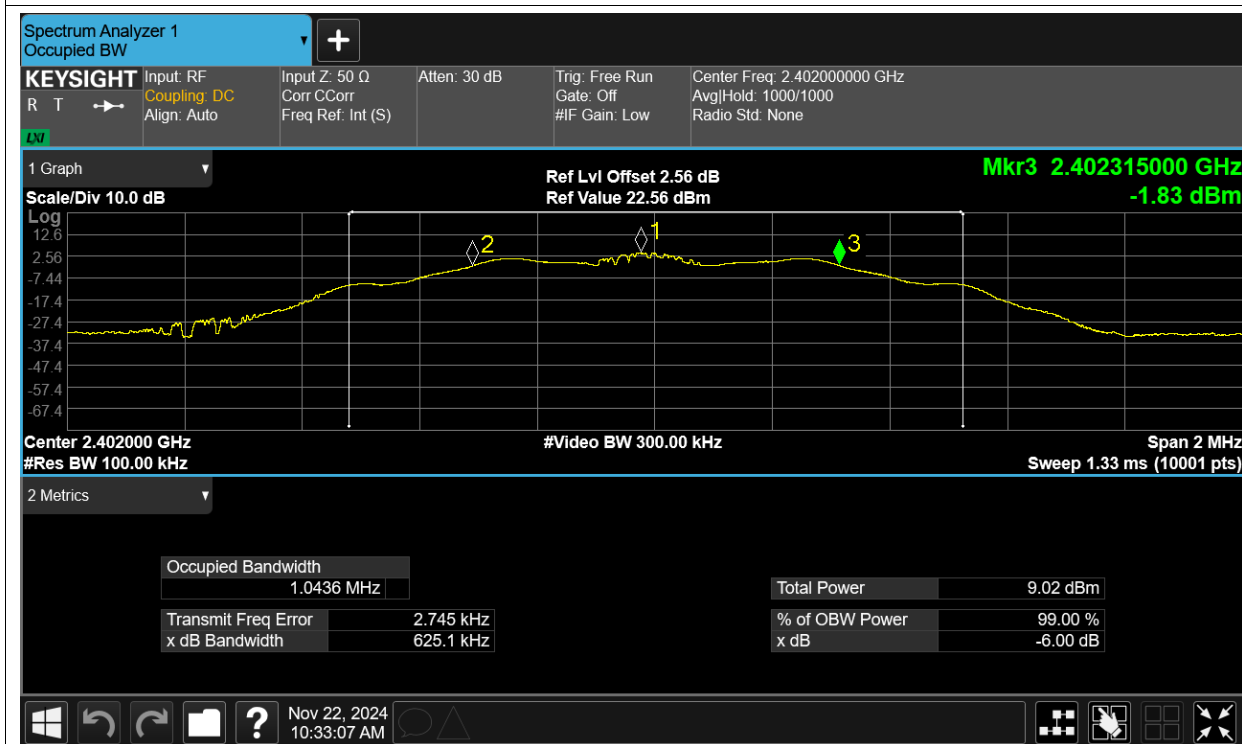 Spectrum Analyzer 1
Occupied BW
+
KEYSIGHT Input: RF Input Z: 50 Ω Atten: 30 dB Trig: Free Run Center Freq: 2.402000000 GHz
R T Coupling: DC Corr CCorr Gate: Off Avg|Hold: 1000/1000
Align: Auto Freq Ref: Int (S) #IF Gain: Low Radio Std: None
LXI
1 Graph Ref Lvl Offset 2.56 dB Mkr3 2.402315000 GHz
Scale/Div 10.0 dB Ref Value 22.56 dBm -1.83 dBm
Log
12.6
2.56
-7.44
-17.4
-27.4
-37.4
-47.4
-57.4
-67.4
2 1 3
Center 2.402000 GHz #Video BW 300.00 kHz Span 2 MHz
#Res BW 100.00 kHz Sweep 1.33 ms (10001 pts)
2 Metrics
Occupied Bandwidth
1.0436 MHz Total Power 9.02 dBm
Transmit Freq Error 2.745 kHz % of OBW Power 99.00 %
x dB Bandwidth 625.1 kHz x dB -6.00 dB
? Nov 22, 2024
10:33:07 AM